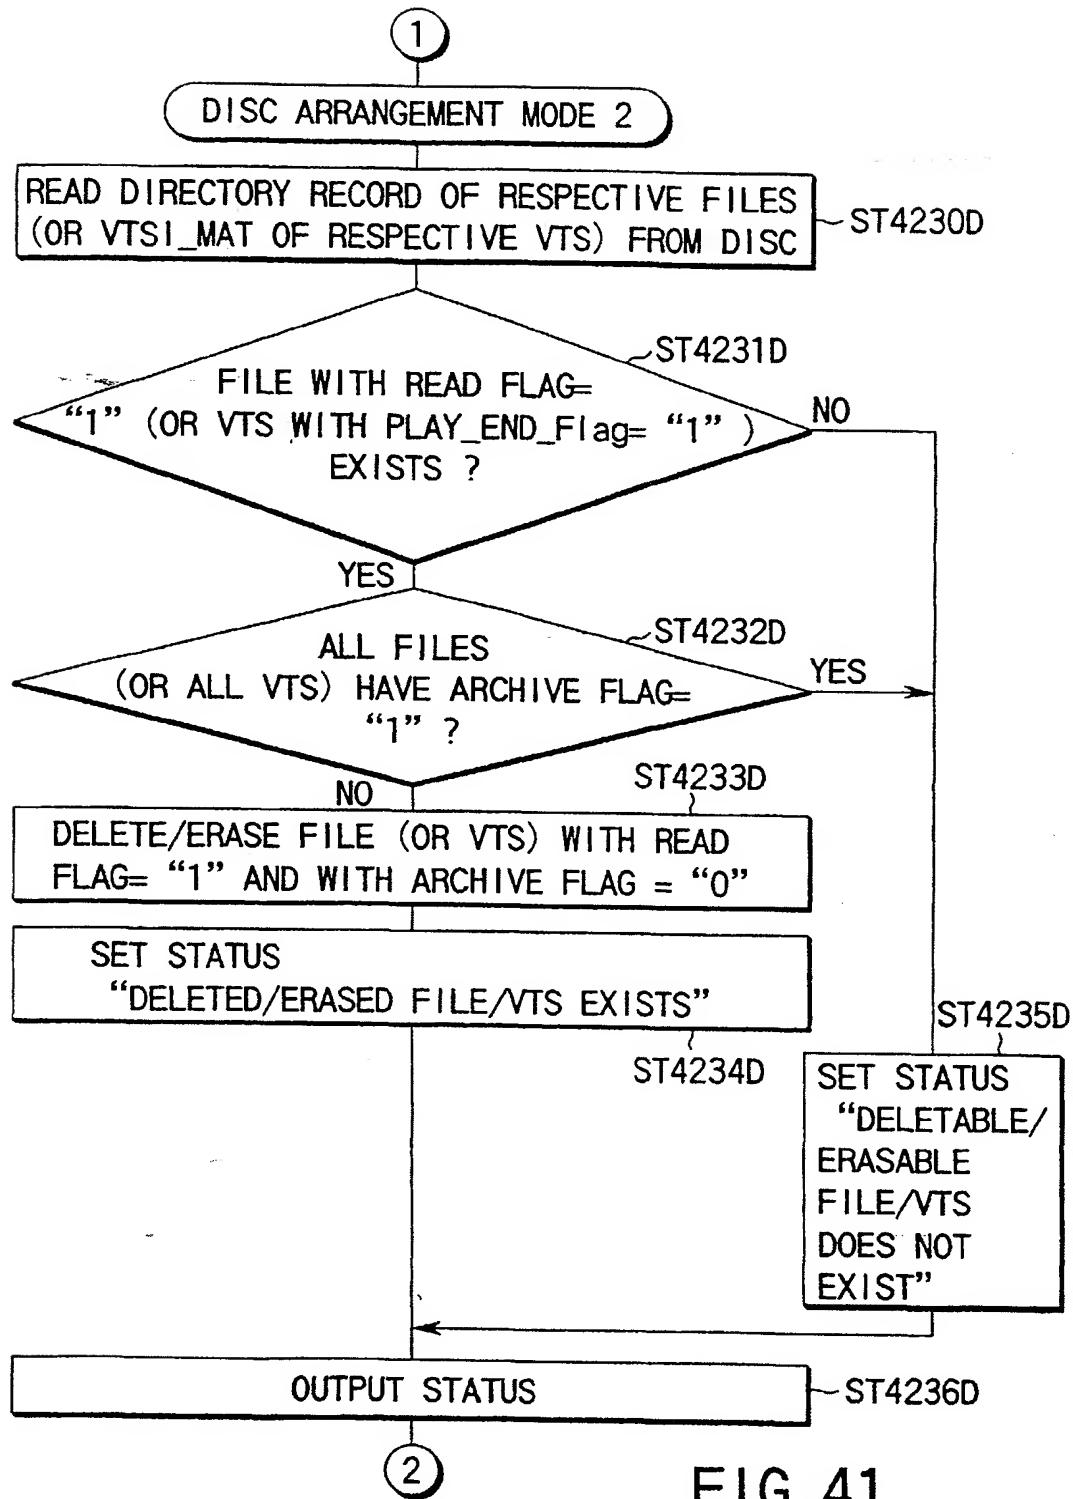 1
DISC ARRANGEMENT MODE 2
READ DIRECTORY RECORD OF RESPECTIVE FILES
(OR VTSI_MAT OF RESPECTIVE VTS) FROM DISC
ST4230D
ST4231D
FILE WITH READ FLAG=
“1” (OR VTS WITH PLAY_END_Flag= “1” )
EXISTS ?
NO
YES
ST4232D
ALL FILES
(OR ALL VTS) HAVE ARCHIVE FLAG=
“1” ?
YES
NO
ST4233D
DELETE/ERASE FILE (OR VTS) WITH READ
FLAG= “1” AND WITH ARCHIVE FLAG = “0”
SET STATUS
“DELETED/ERASED FILE/VTS EXISTS”
ST4234D
ST4235D
SET STATUS
“DELETABLE/
ERASABLE
FILE/VTS
DOES NOT
EXIST”
OUTPUT STATUS
ST4236D
2
FIG. 41